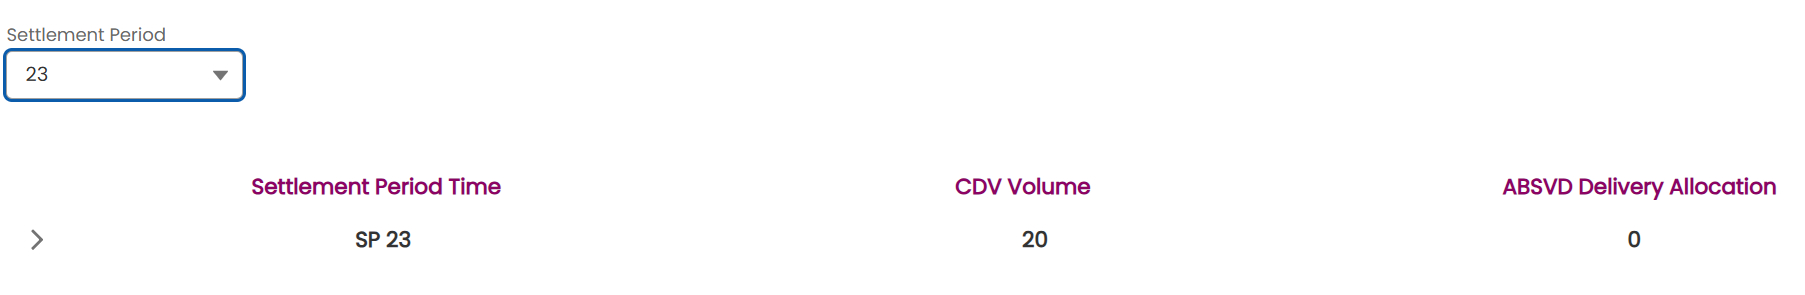 Settlement Period
23
Settlement Period Time CDV Volume ABSVD Delivery Allocation
SP 23 20 0